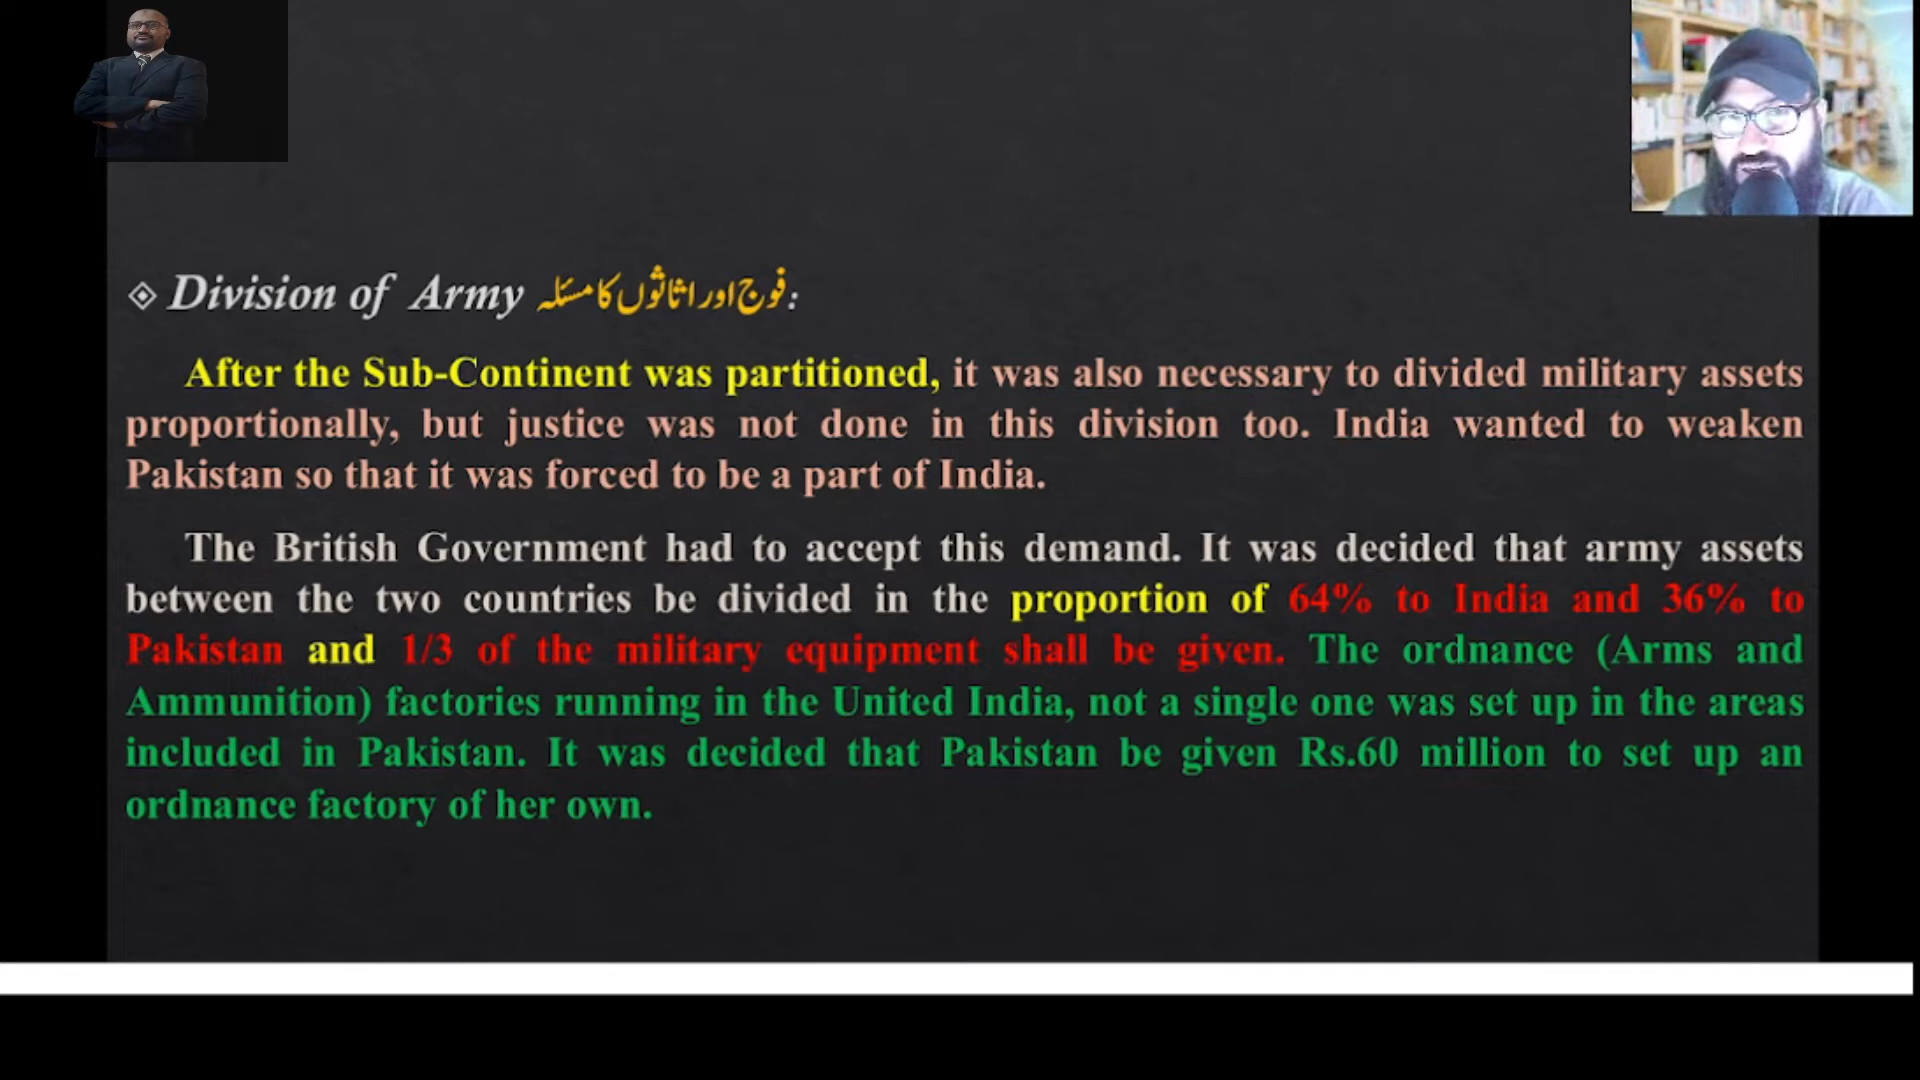 Division of Army فوج اور اثاثوں کا مسئلہ:
After the Sub-Continent was partitioned, it was also necessary to divided military assets
proportionally, but justice was not done in this division too. India wanted to weaken
Pakistan so that it was forced to be a part of India.
The British Government had to accept this demand. It was decided that army assets
between the two countries be divided in the proportion of 64% to India and 36% to
Pakistan and 1/3 of the military equipment shall be given. The ordnance (Arms and
Ammunition) factories running in the United India, not a single one was set up in the areas
included in Pakistan. It was decided that Pakistan be given Rs.60 million to set up an
ordnance factory of her own.